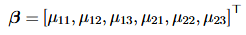 β = [μ₁₁, μ₁₂, μ₁₃, μ₂₁, μ₂₂, μ₂₃]ᵀ